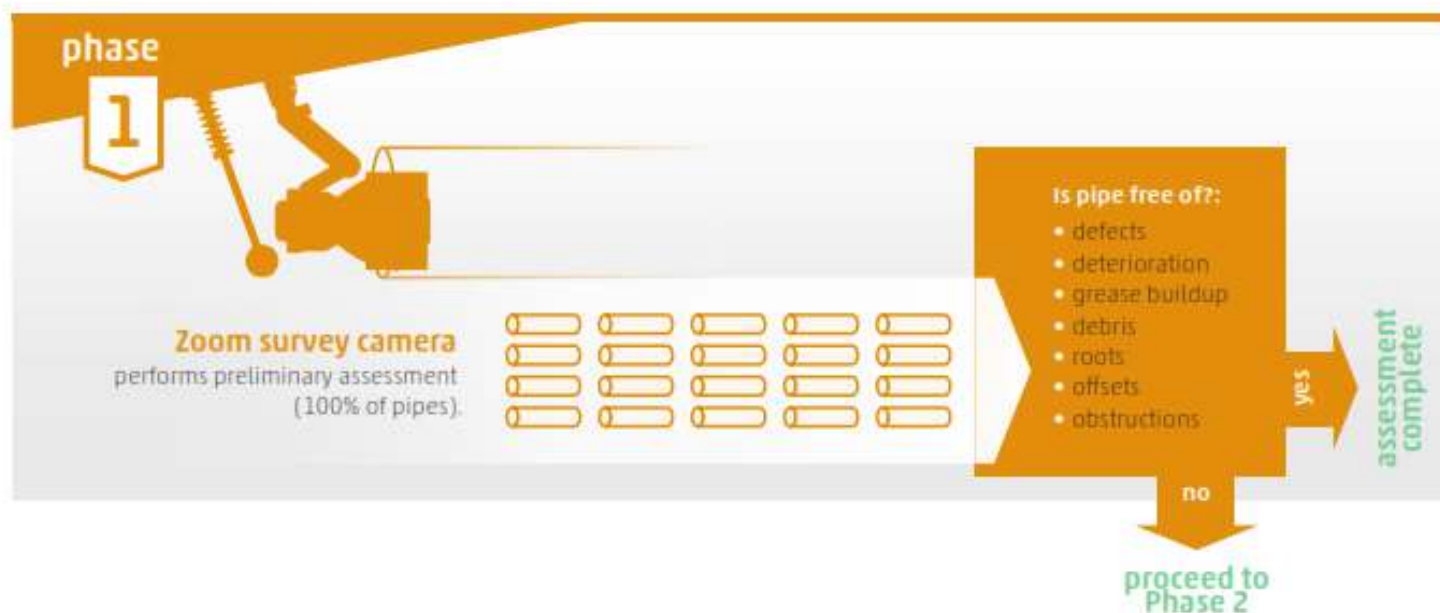 phase
1
Zoom survey camera
performs preliminary assessment
(100% of pipes).
Is pipe free of?:
• defects
• deterioration
• grease buildup
• debris
• roots
• offsets
• obstructions
yes
assessment
complete
no
proceed to
Phase 2